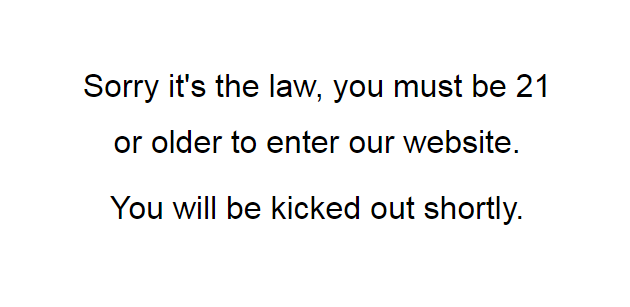 Sorry it's the law, you must be 21
or older to enter our website.
You will be kicked out shortly.